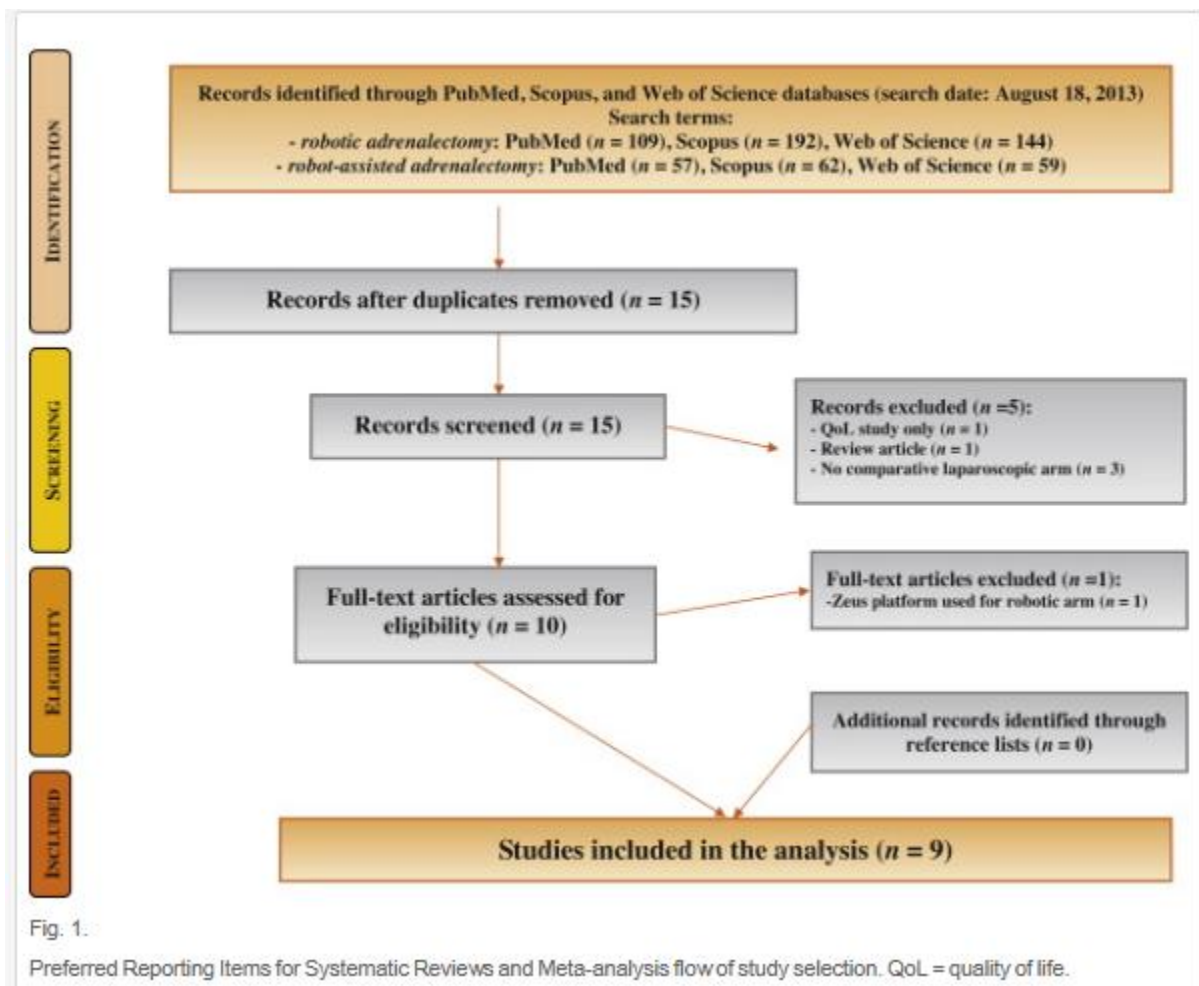 IDENTIFICATION
Records identified through PubMed, Scopus, and Web of Science databases (search date: August 18, 2013)
Search terms:
- robotic adrenalectomy: PubMed (n = 109), Scopus (n = 192), Web of Science (n = 144)
- robot-assisted adrenalectomy: PubMed (n = 57), Scopus (n = 62), Web of Science (n = 59)
Records after duplicates removed (n = 15)
SCREENING
Records screened (n = 15)
Records excluded (n =5):
- QoL study only (n = 1)
- Review article (n = 1)
- No comparative laparoscopic arm (n = 3)
ELIGIBILITY
Full-text articles assessed for
eligibility (n = 10)
Full-text articles excluded (n =1):
-Zeus platform used for robotic arm (n = 1)
Additional records identified through
reference lists (n = 0)
INCLUDED
Studies included in the analysis (n = 9)
Fig. 1.
Preferred Reporting Items for Systematic Reviews and Meta-analysis flow of study selection. QoL = quality of life.